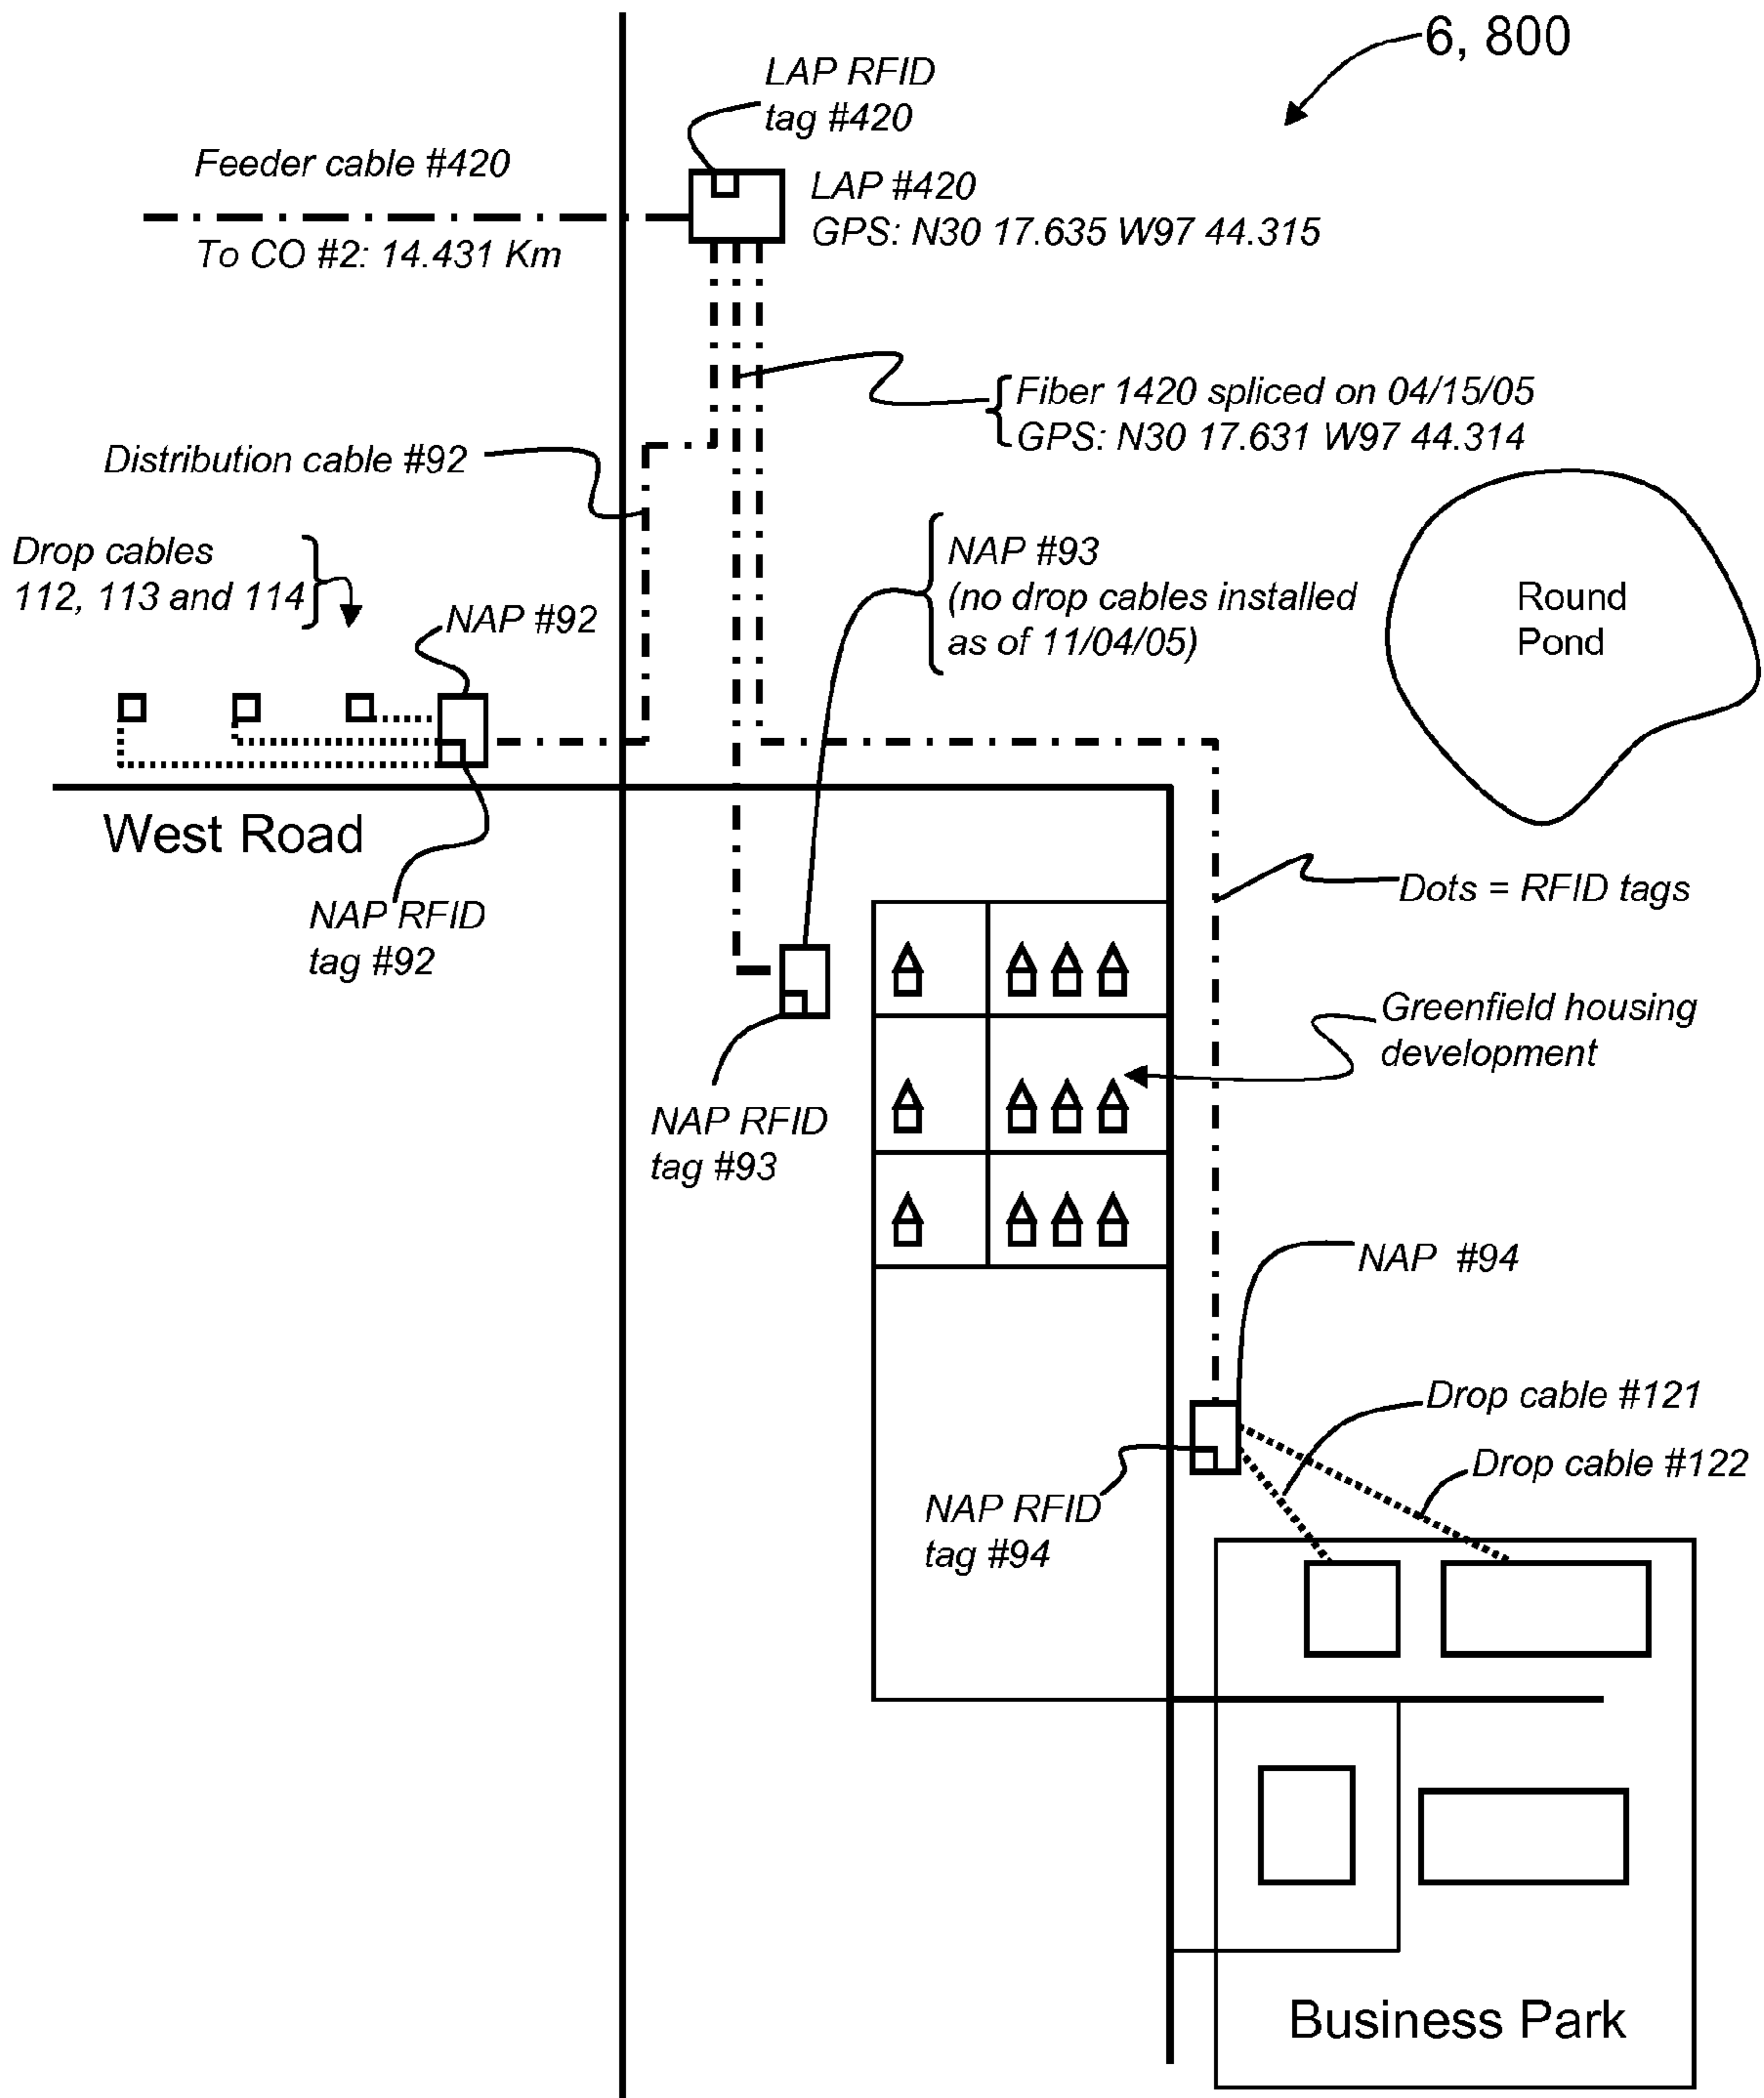 6, 800
LAP RFID
tag #420
Feeder cable #420
To CO #2: 14.431 Km
LAP #420
GPS: N30 17.635 W97 44.315
Fiber 1420 spliced on 04/15/05
GPS: N30 17.631 W97 44.314
Distribution cable #92
Drop cables
112, 113 and 114
NAP #92
NAP #93
(no drop cables installed
as of 11/04/05)
Round
Pond
West Road
NAP RFID
tag #92
Dots = RFID tags
Greenfield housing
development
NAP RFID
tag #93
NAP #94
Drop cable #121
Drop cable #122
NAP RFID
tag #94
Business Park